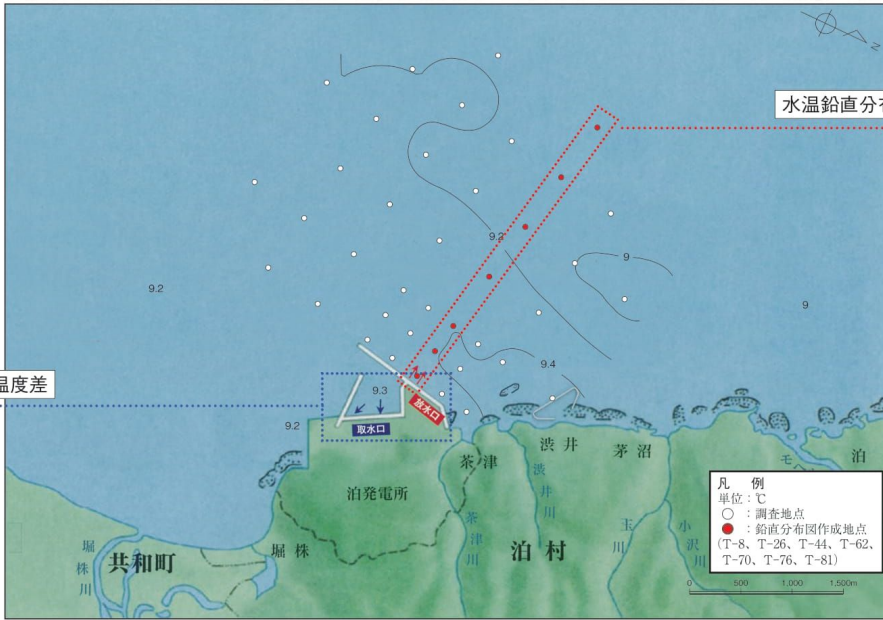 N
水温鉛直分布
9.2
9
9.2
9
9.4
温度差
9.3
放水口
9.2
取水口
茶津
渋井
茅沼
泊
モ
泊発電所
渋井川
茶津川
玉川
小沢川
堀株川
共和町
堀株
泊村
凡 例
単位:℃
○ : 調査地点
● : 鉛直分布図作成地点
(T-8、T-26、T-44、T-62、
T-70、T-76、T-81)
0 500 1,000 1,500m